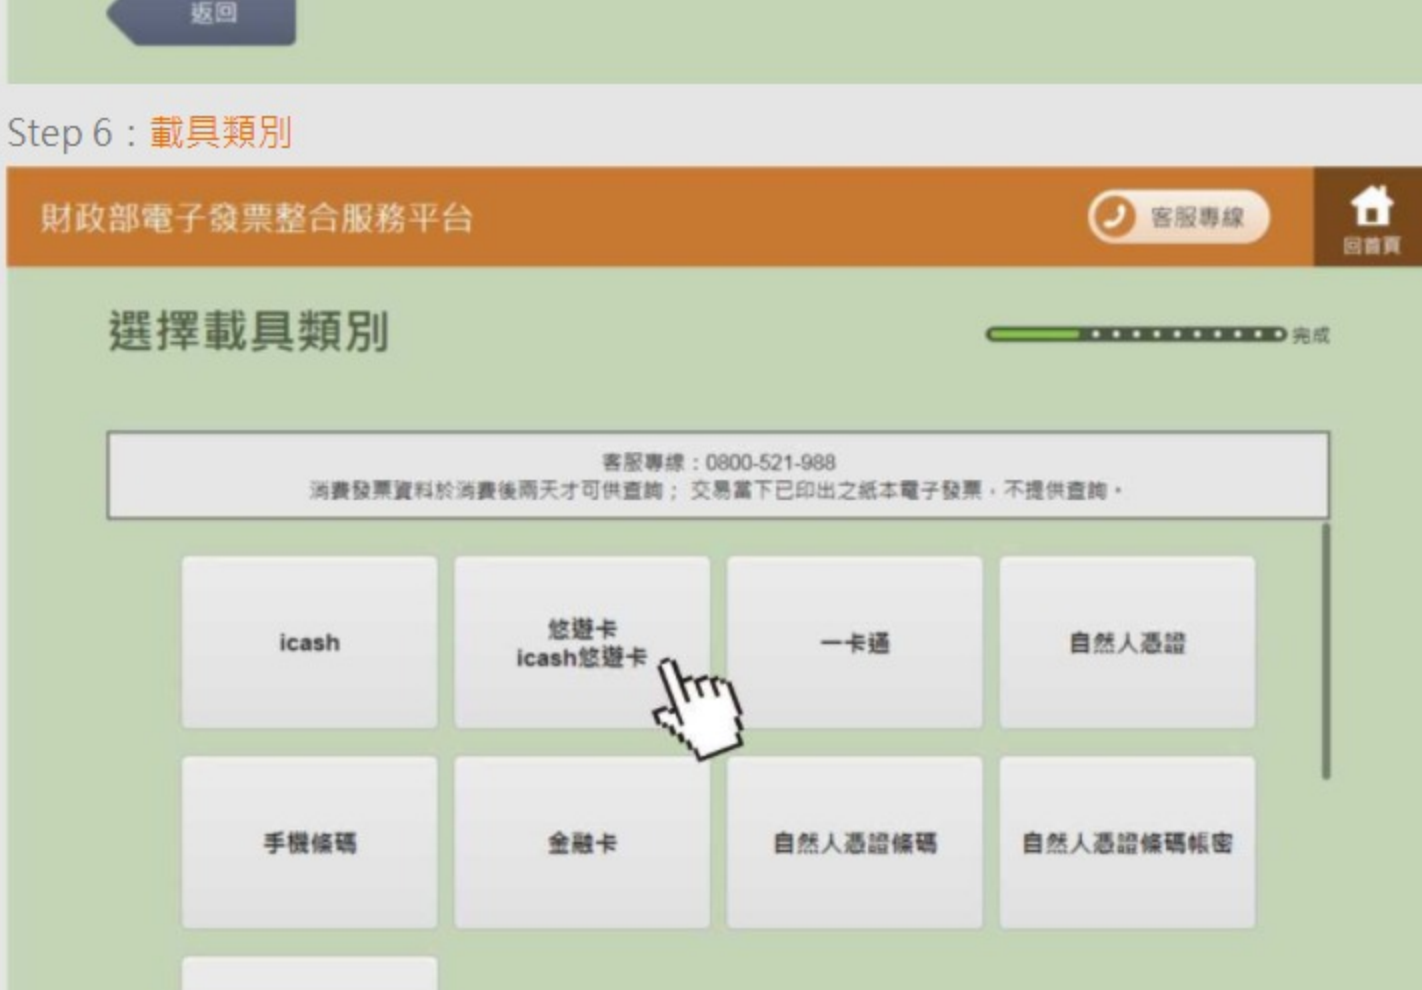 返回
Step 6：載具類別
財政部電子發票整合服務平台
客服專線
回首頁
選擇載具類別
完成
客服專線：0800-521-988
消費發票資料於消費後兩天才可供查詢； 交易當下已印出之紙本電子發票，不提供查詢。
icash
悠遊卡
icash悠遊卡
一卡通
自然人憑證
手機條碼
金融卡
自然人憑證條碼
自然人憑證條碼帳密